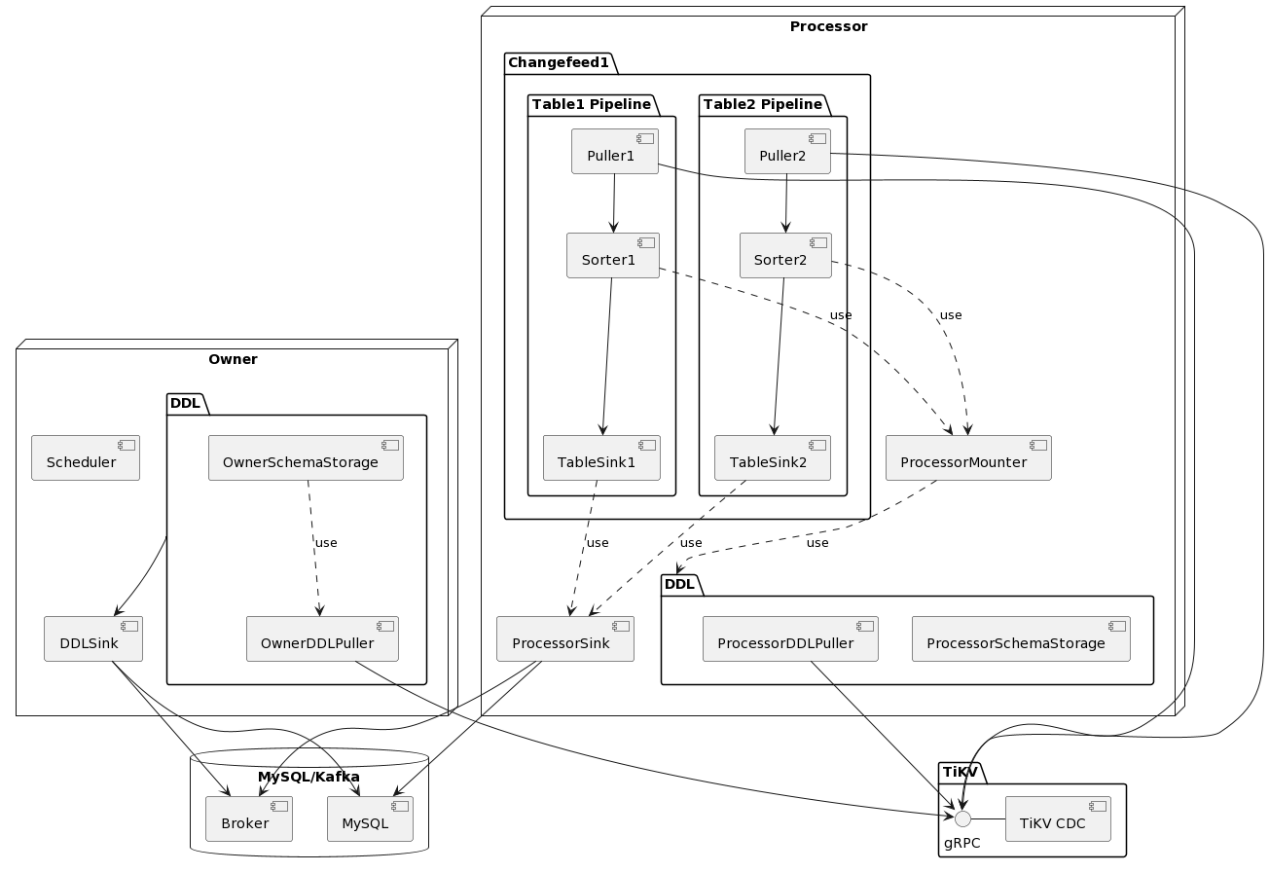 Processor
Changefeed1
Table1 Pipeline
Table2 Pipeline
Puller1
Puller2
Sorter1
Sorter2
use
use
Owner
DDL
Scheduler
OwnerSchemaStorage
TableSink1
TableSink2
ProcessorMounter
use
use
use
use
DDL
DDLSink
OwnerDDLPuller
ProcessorSink
ProcessorDDLPuller
ProcessorSchemaStorage
MySQL/Kafka
Broker
MySQL
TiKV
TiKV CDC
gRPC